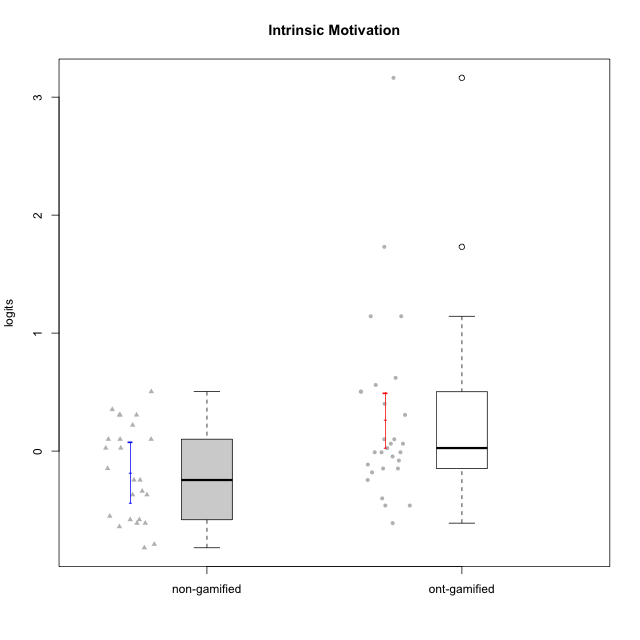 Intrinsic Motivation
3
2
1
0
logits
non-gamified
ont-gamified